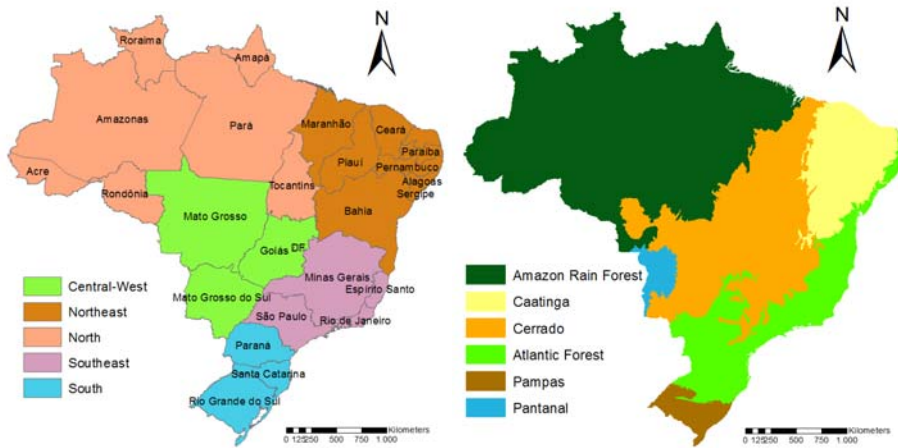 N
Roraima
Amapá
Amazonas
Pará
Maranhão
Ceará
Paraíba
Piauí
Pernambuco
Acre
Alagoas
Rondônia
Tocantins
Sergipe
Mato Grosso
Bahia
Goiás DF
Minas Gerais
Espírito Santo
Mato Grosso do Sul
São Paulo
Rio de Janeiro
Paraná
Santa Catarina
Rio Grande do Sul
Central-West
Northeast
North
Southeast
South
Kilometers
0 125250 500 750 1.000
N
Amazon Rain Forest
Caatinga
Cerrado
Atlantic Forest
Pampas
Pantanal
Kilometers
0 125250 500 750 1.000